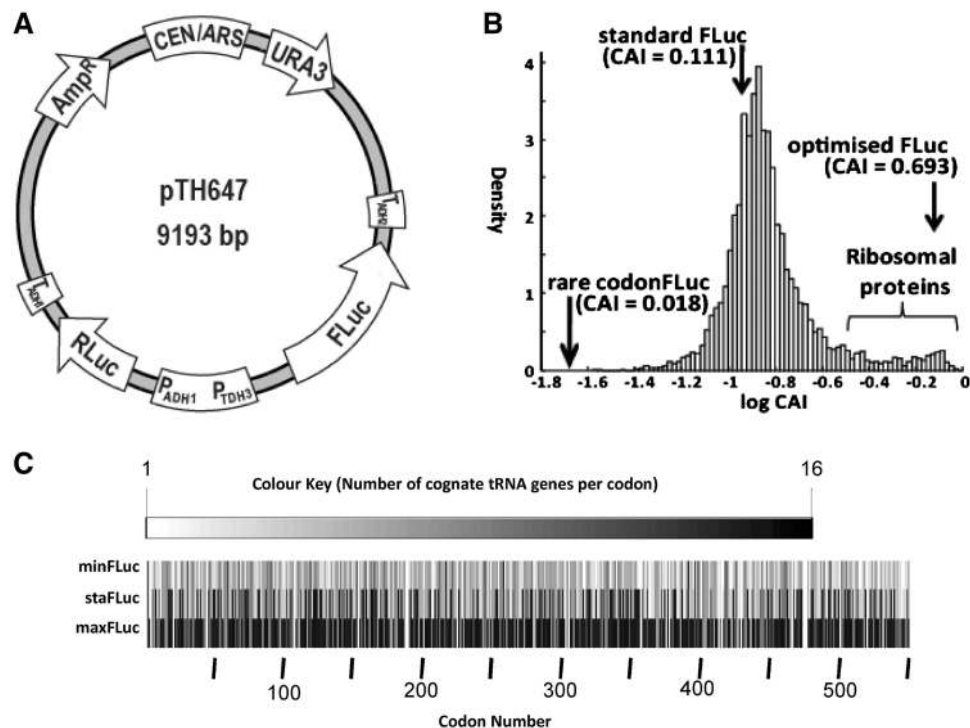 A
CEN/ARS
URA3
AmpR
pTH647
9193 bp
TADH2
FLuc
PTDH3
PADH1
RLuc
TADH1
B
standard FLuc
(CAI = 0.111)
optimised FLuc
(CAI = 0.693)
Ribosomal
proteins
rare codonFLuc
(CAI = 0.018)
Density
4
3
2
1
0
-1.8 -1.6 -1.4 -1.2 -1 -0.8 -0.6 -0.4 -0.2 0
log CAI
C
1 16
Colour Key (Number of cognate tRNA genes per codon)
minFLuc
staFLuc
maxFLuc
100 200 300 400 500
Codon Number